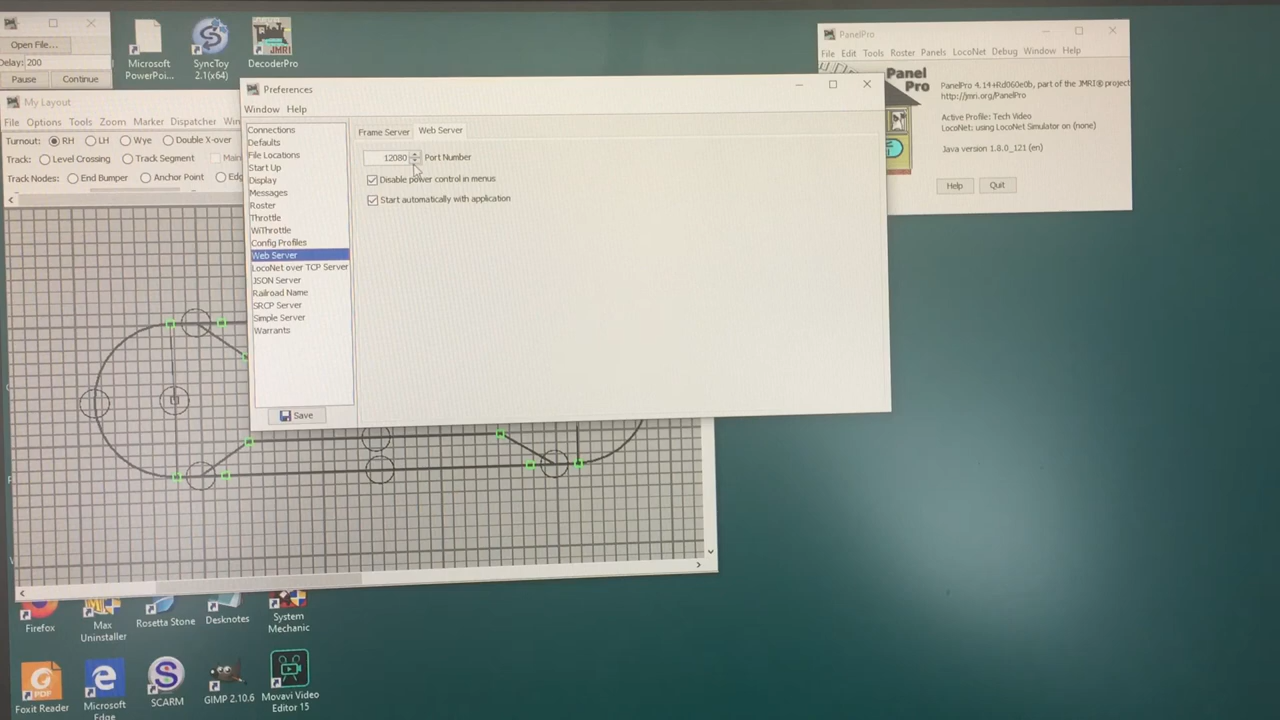 Open File...
Delay: 200
Pause
Continue
Microsoft
PowerPoi...
SyncToy
2.1(x64)
JMRI
DecoderPro
My Layout
File Options Tools Zoom Marker Dispatcher
Turnout: RH LH Wye Double X-over
Track: Level Crossing Track Segment
Track Nodes: End Bumper Anchor Point
Preferences
Window Help
Connections
Defaults
File Locations
Start Up
Display
Messages
Roster
Throttle
WiThrottle
Config Profiles
Web Server
LocoNet over TCP Server
JSON Server
Railroad Name
SRCP Server
Simple Server
Warrants
Save
Frame Server
Web Server
12080 Port Number
Disable power control in menus
Start automatically with application
PanelPro
File Edit Tools Roster Panels LocoNet Debug Window Help
Panel
Pro
PanelPro 4.14+Rd060e0b, part of the JMRI® project
http://jmri.org/PanelPro
Active Profile: Tech Video
LocoNet: using LocoNet Simulator on (none)
Java version 1.8.0_121 (en)
Help
Quit
Firefox
Max
Uninstaller
Rosetta Stone
Desknotes
System
Mechanic
PDF
Foxit Reader
Microsoft
Edge
SCARM
GIMP 2.10.6
Movavi Video
Editor 15